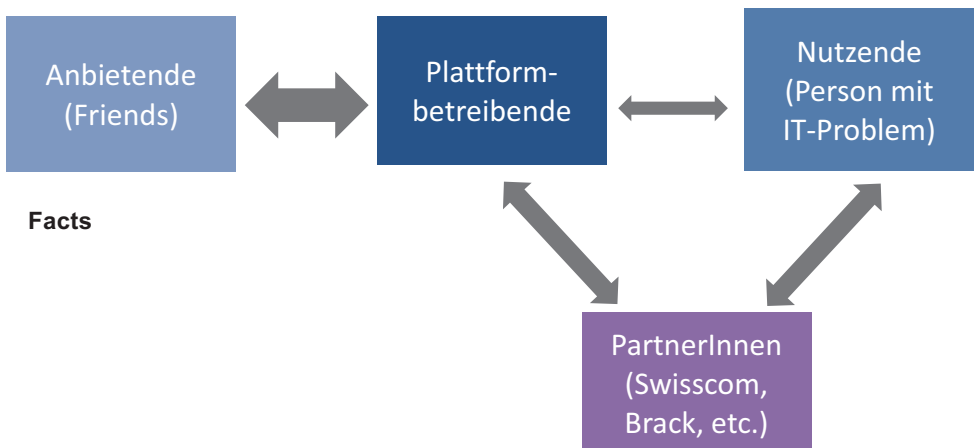 Anbietende
(Friends)
Plattform-
betreibende
Nutzende
(Person mit
IT-Problem)
Facts
PartnerInnen
(Swisscom,
Brack, etc.)